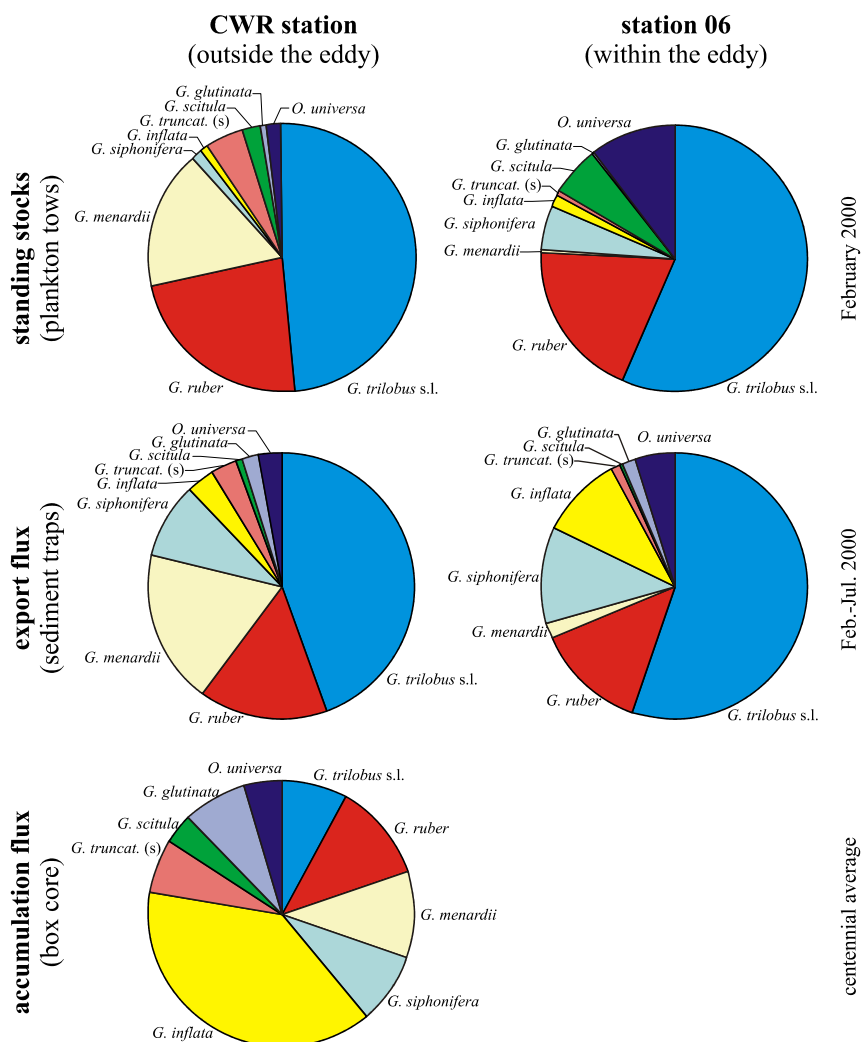 CWR station
(outside the eddy)
station 06
(within the eddy)
standing stocks
(plankton tows)
February 2000
G. glutinata
G. scitula
O. universa
G. truncat. (s)
G. inflata
G. siphonifera
G. menardii
G. ruber
G. trilobus s.l.
O. universa
G. glutinata
G. scitula
G. truncat. (s)
G. inflata
G. siphonifera
G. menardii
G. ruber
G. trilobus s.l.
export flux
(sediment traps)
Feb.-Jul. 2000
O. universa
G. glutinata
G. scitula
G. truncat. (s)
G. inflata
G. siphonifera
G. menardii
G. ruber
G. trilobus s.l.
G. glutinata
O. universa
G. scitula
G. truncat. (s)
G. inflata
G. siphonifera
G. menardii
G. ruber
G. trilobus s.l.
accumulation flux
(box core)
centennial average
O. universa
G. trilobus s.l.
G. glutinata
G. scitula
G. ruber
G. truncat. (s)
G. menardii
G. siphonifera
G. inflata